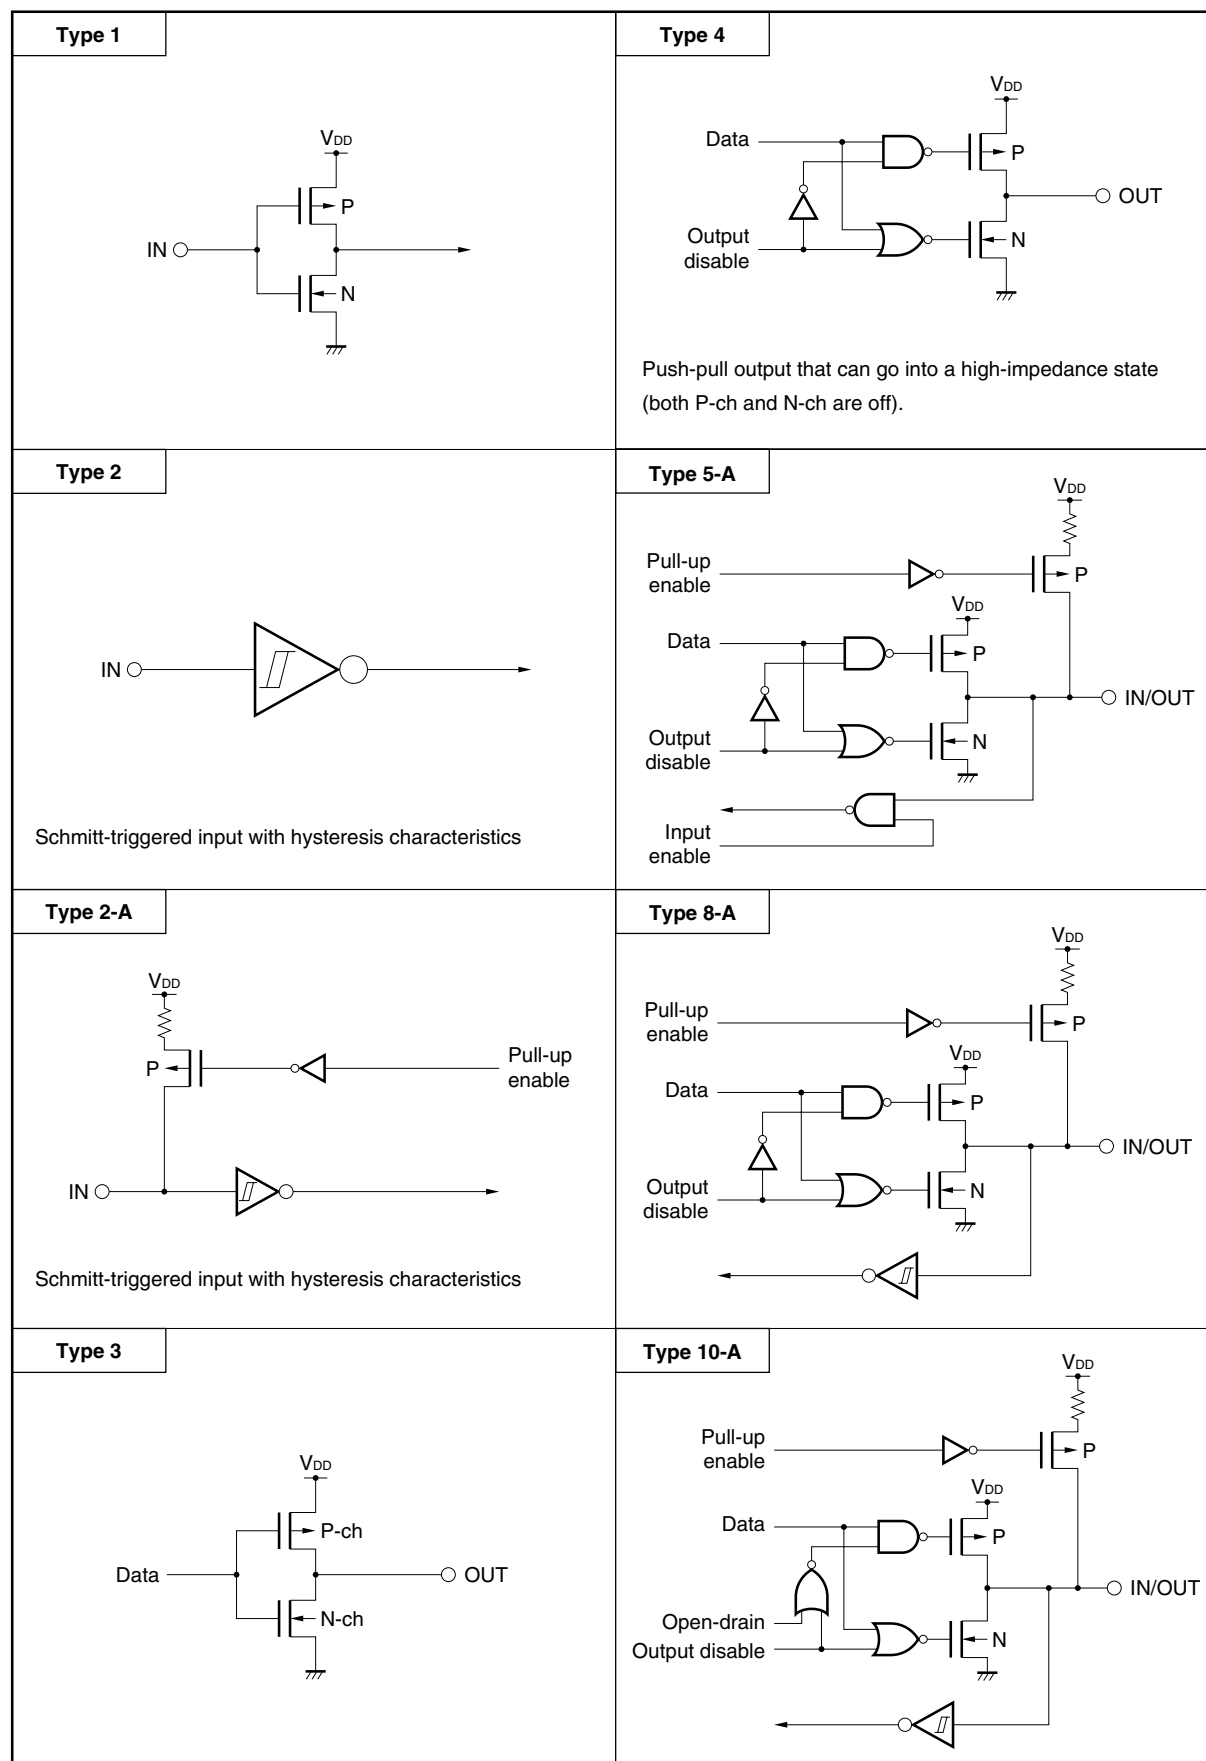 Type 1
VDD
P
IN
N
Type 4
VDD
Data
P
OUT
Output
disable
N
Push-pull output that can go into a high-impedance state
(both P-ch and N-ch are off).
Type 2
IN
Schmitt-triggered input with hysteresis characteristics
Type 5-A
VDD
Pull-up
enable
P
VDD
Data
P
IN/OUT
Output
disable
N
Input
enable
Type 2-A
VDD
P
Pull-up
enable
IN
Schmitt-triggered input with hysteresis characteristics
Type 8-A
VDD
Pull-up
enable
P
VDD
Data
P
IN/OUT
Output
disable
N
Type 3
VDD
P-ch
Data
OUT
N-ch
Type 10-A
VDD
Pull-up
enable
P
VDD
Data
P
IN/OUT
Open-drain
Output disable
N